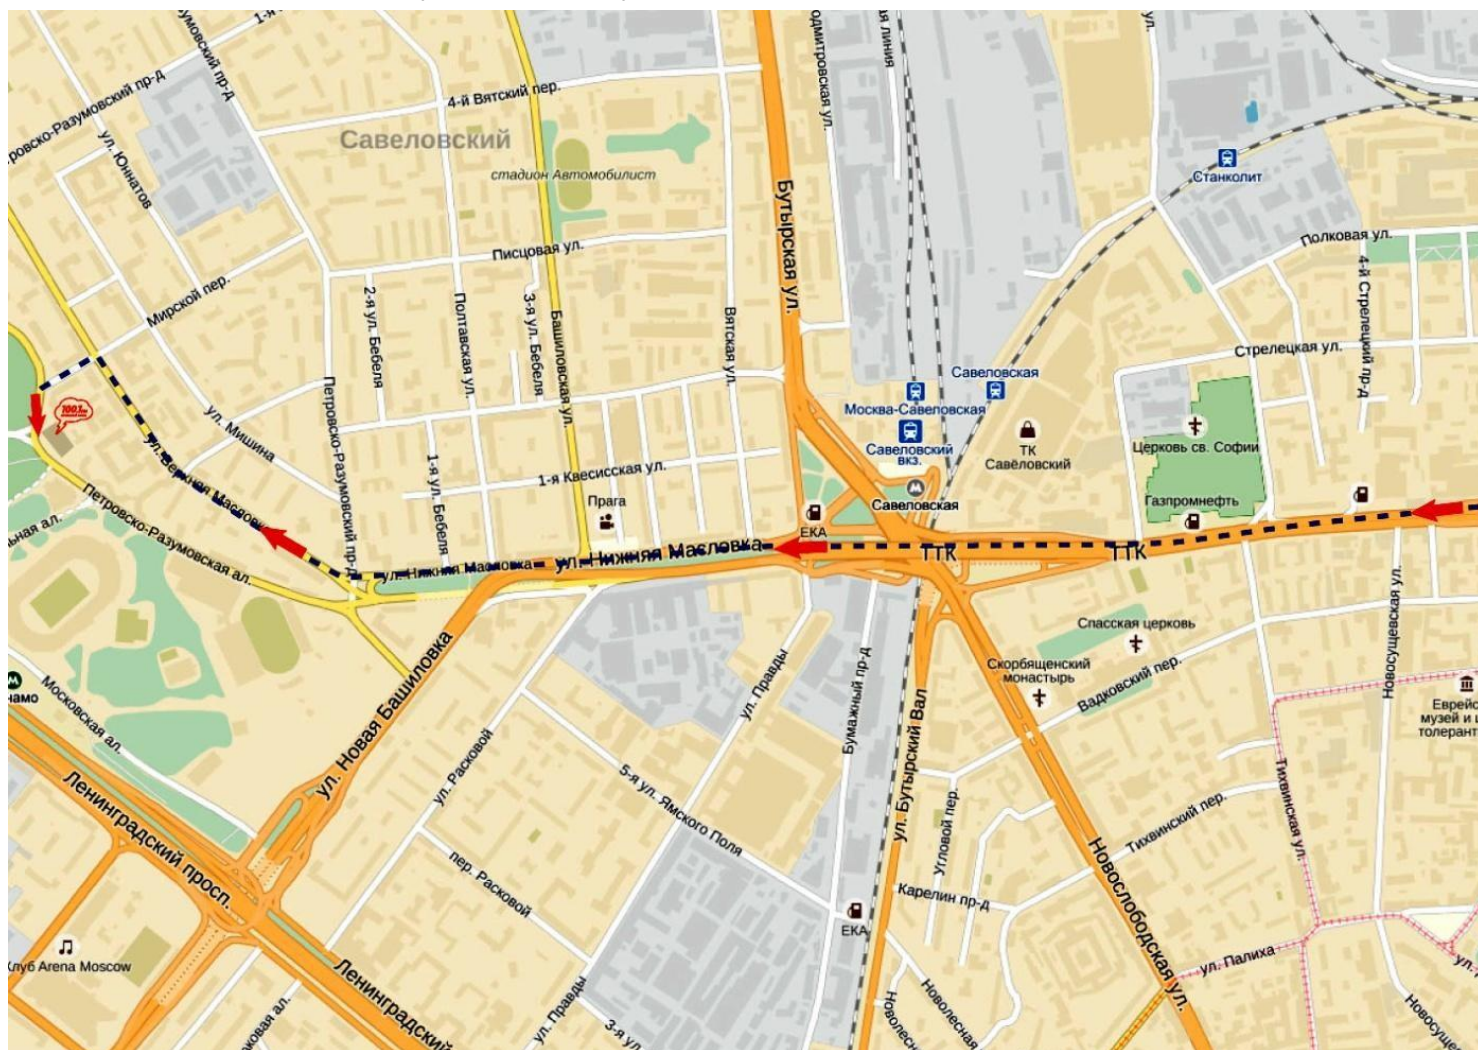 4-й Вятский пер.
Савеловский
стадион Автомобилист
ул. Юннатов
Станколит
Бутырская ул.
Писцовая ул.
Полковая ул.
Мирской пер.
2-я ул. Бебеля
Полтавская ул.
3-я ул. Бебеля
Башиловская ул.
Вятская ул.
4-й Стрелецкий пр-д
Стрелецкая ул.
Савеловская
Москва-Савеловская
Савеловский
вкз.
ТК
Савёловский
Церковь св. Софии
ул. Мишина
Петровско-Разумовский пр-д
1-я ул. Бебеля
1-я Квесисская ул.
Прага
Савеловская
Газпромнефть
ЕКА
ул. Верхняя Масловка
Петровско-Разумовская ал.
ул. Нижняя Масловка
ул. Нижняя Масловка
ТТК
ТТК
Спасская церковь
Скорбященский
монастырь
Вадковский пер.
Новосущевская ул.
Московская ал.
ул. Новая Башиловка
ул. Правды
Бумажный пр-д
ул. Бутырский Вал
ул. Расковой
5-я ул. Ямского Поля
Угловой пер.
Тихвинский пер.
Тихвинская ул.
Ленинградский просп.
пер. Расковой
Карелин пр-д
Новослободская ул.
ЕКА
Клуб Arena Moscow
ул. Палиха
Ленинградский
ул. Правды
Новолесная